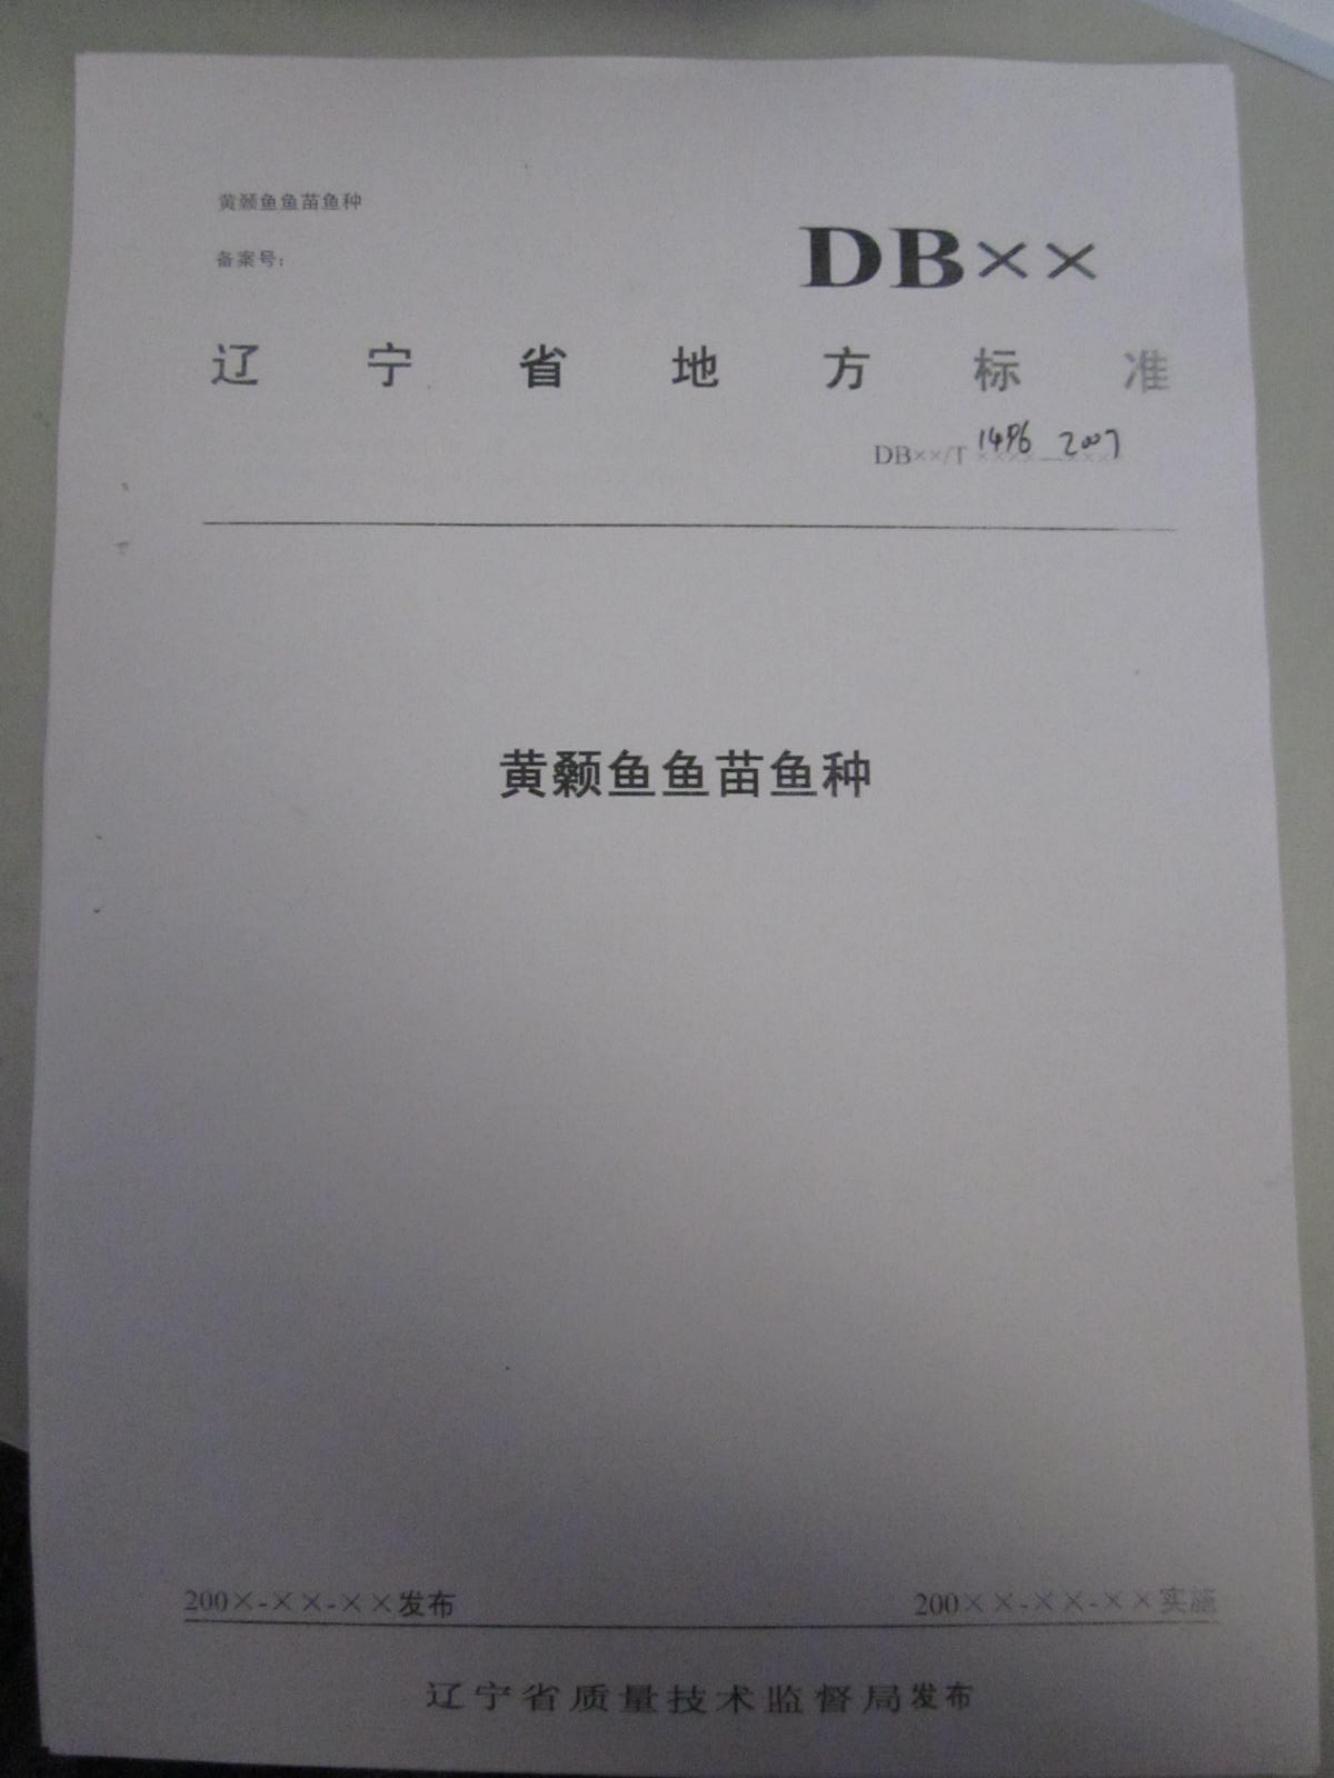 黄颡鱼鱼苗鱼种
备案号：
DB××
辽宁省地方标准
DB××/T 1496—2007
黄颡鱼鱼苗鱼种
200×-××-××发布
200××-××-××实施
辽宁省质量技术监督局发布